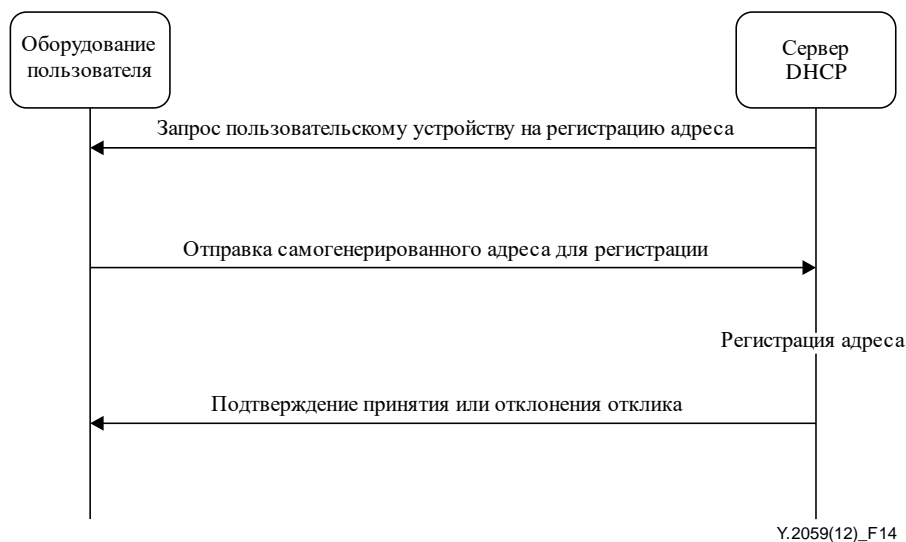 Оборудование
пользователя
Сервер
DHCP
Запрос пользовательскому устройству на регистрацию адреса
Отправка самогенерированного адреса для регистрации
Регистрация адреса
Подтверждение принятия или отклонения отклика
Y.2059(12)_F14